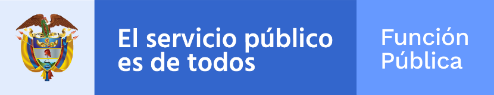 El servicio público
es de todos
Función
Pública